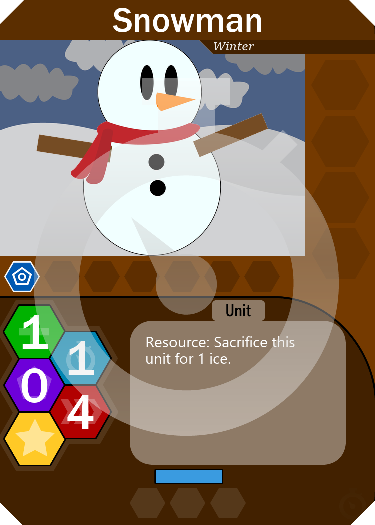 Snowman
Winter
Unit
1
1
0
4
Resource: Sacrifice this
unit for 1 ice.